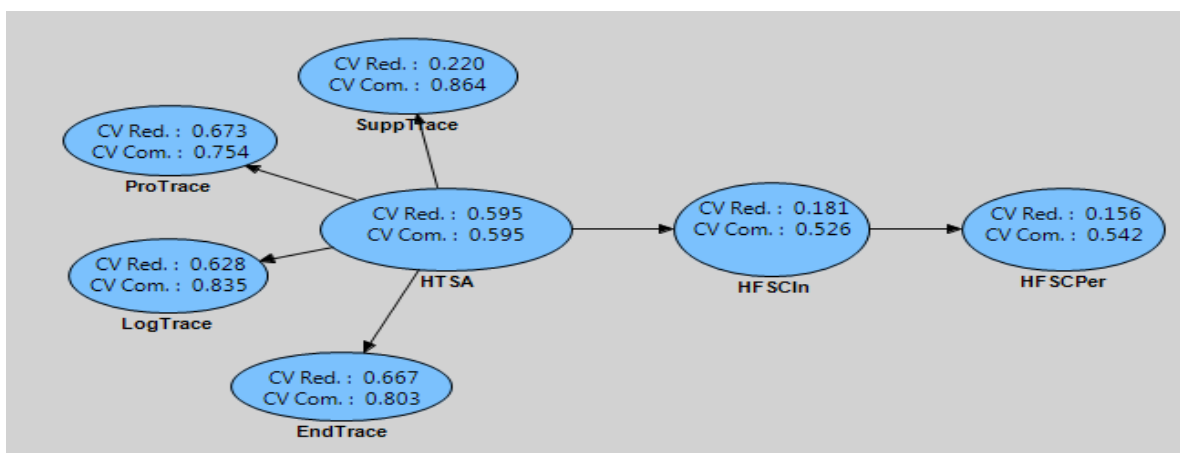 CV Red. : 0.220
CV Com. : 0.864
SuppTrace
CV Red. : 0.673
CV Com. : 0.754
ProTrace
CV Red. : 0.595
CV Com. : 0.595
HTSA
CV Red. : 0.181
CV Com. : 0.526
HFSCIn
CV Red. : 0.156
CV Com. : 0.542
HFSCPer
CV Red. : 0.628
CV Com. : 0.835
LogTrace
CV Red. : 0.667
CV Com. : 0.803
EndTrace